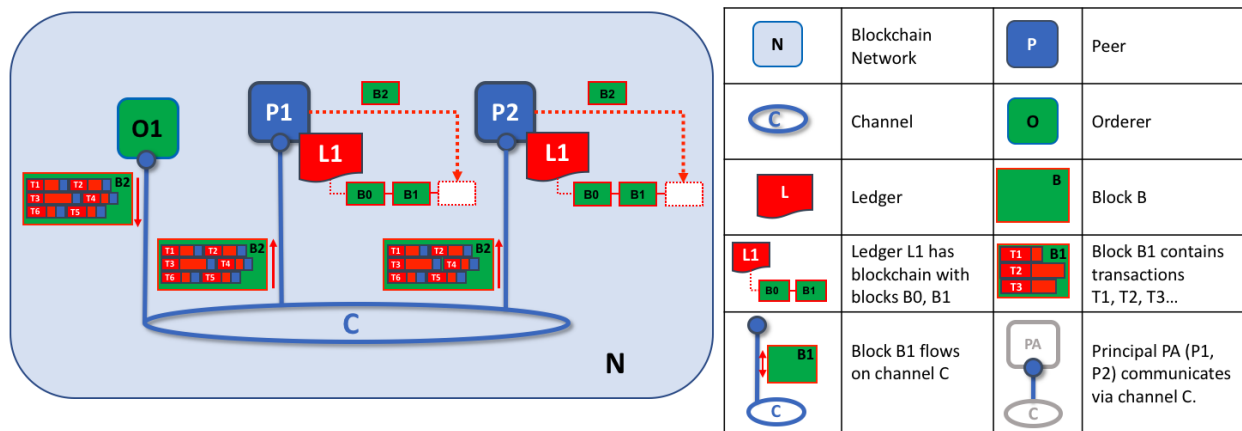 O1
P1
B2
P2
B2
L1
L1
B0 B1
B0 B1
T1 T2 B2
T3 T4
T6 T5
T1 T2 B2
T3 T4
T6 T5
T1 T2 B2
T3 T4
T6 T5
C
N
N
Blockchain
Network
P
Peer
C
Channel
O
Orderer
L
Ledger
B
Block B
L1
B0 B1
Ledger L1 has
blockchain with
blocks B0, B1
T1 B1
T2
T3
Block B1 contains
transactions
T1, T2, T3...
B1
C
Block B1 flows
on channel C
PA
C
Principal PA (P1,
P2) communicates
via channel C.